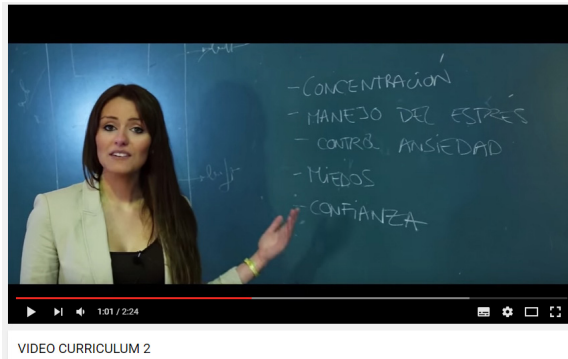 - CONCENTRACIÓN
- MANEJO DEL ESTRÉS
- CONTROL ANSIEDAD
- MIEDOS
- CONFIANZA
1:01 / 2:24
VIDEO CURRICULUM 2